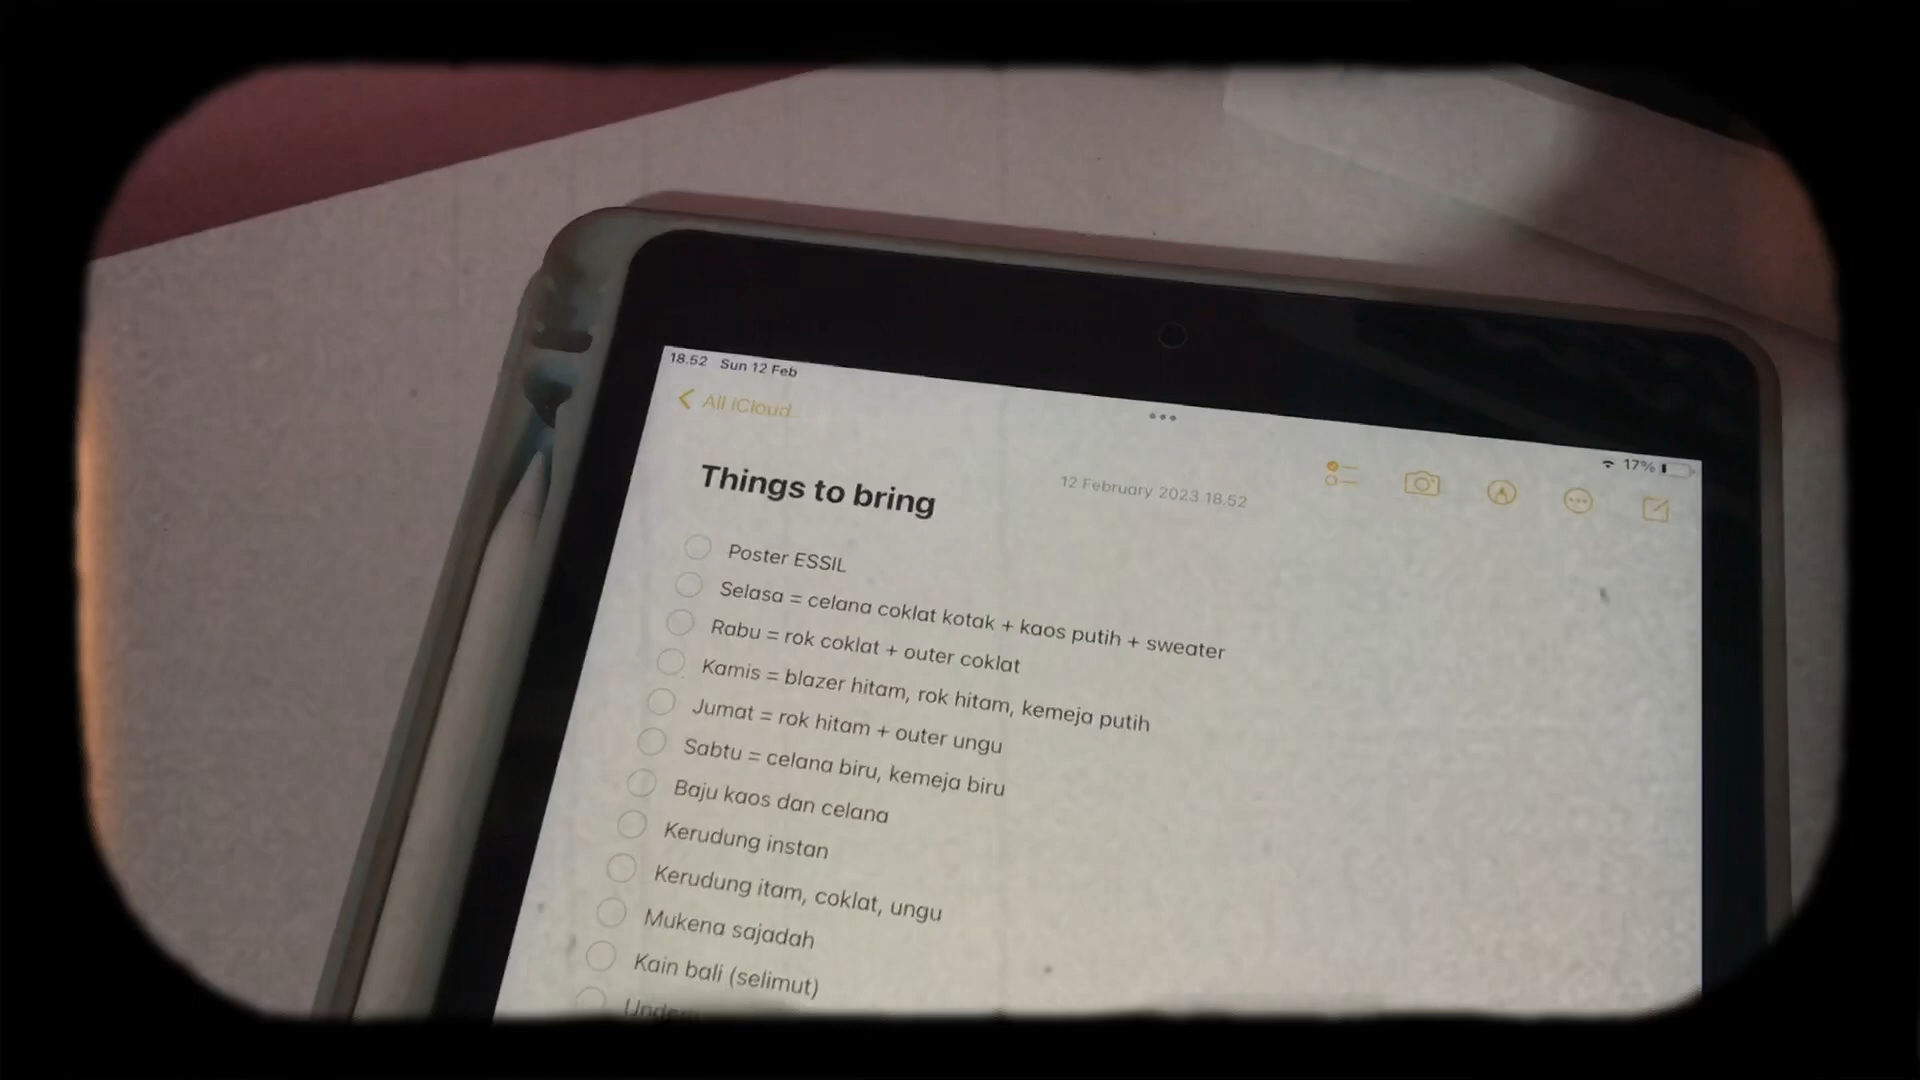 18.52 Sun 12 Feb
17%
All iCloud
12 February 2023 18.52
Things to bring
Poster ESSIL
Selasa = celana coklat kotak + kaos putih + sweater
Rabu = rok coklat + outer coklat
Kamis = blazer hitam, rok hitam, kemeja putih
Jumat = rok hitam + outer ungu
Sabtu = celana biru, kemeja biru
Baju kaos dan celana
Kerudung instan
Kerudung itam, coklat, ungu
Mukena sajadah
Kain bali (selimut)